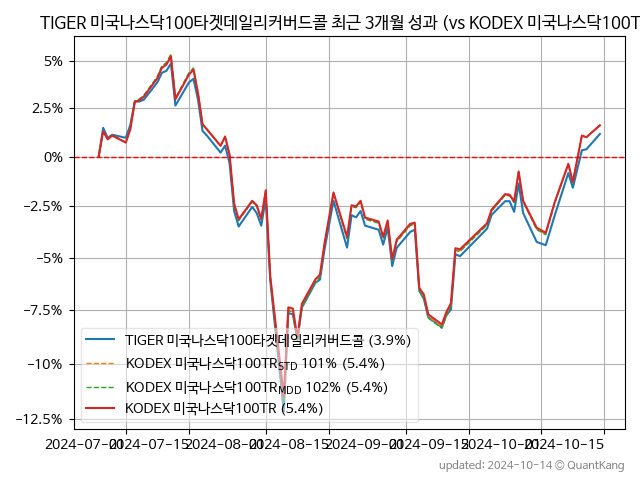 TIGER 미국나스닥100타겟데일리커버드콜 최근 3개월 성과 (vs KODEX 미국나스닥100T
5%
2.5%
0%
−2.5%
−5%
−7.5%
−10%
−12.5%
TIGER 미국나스닥100타겟데일리커버드콜 (3.9%)
KODEX 미국나스닥100TRSTD 101% (5.4%)
KODEX 미국나스닥100TRMDD 102% (5.4%)
KODEX 미국나스닥100TR (5.4%)
2024-07-01 2024-07-15 2024-08-01 2024-08-15 2024-09-01 2024-09-15 2024-10-01 2024-10-15
updated: 2024-10-14 © QuantKang